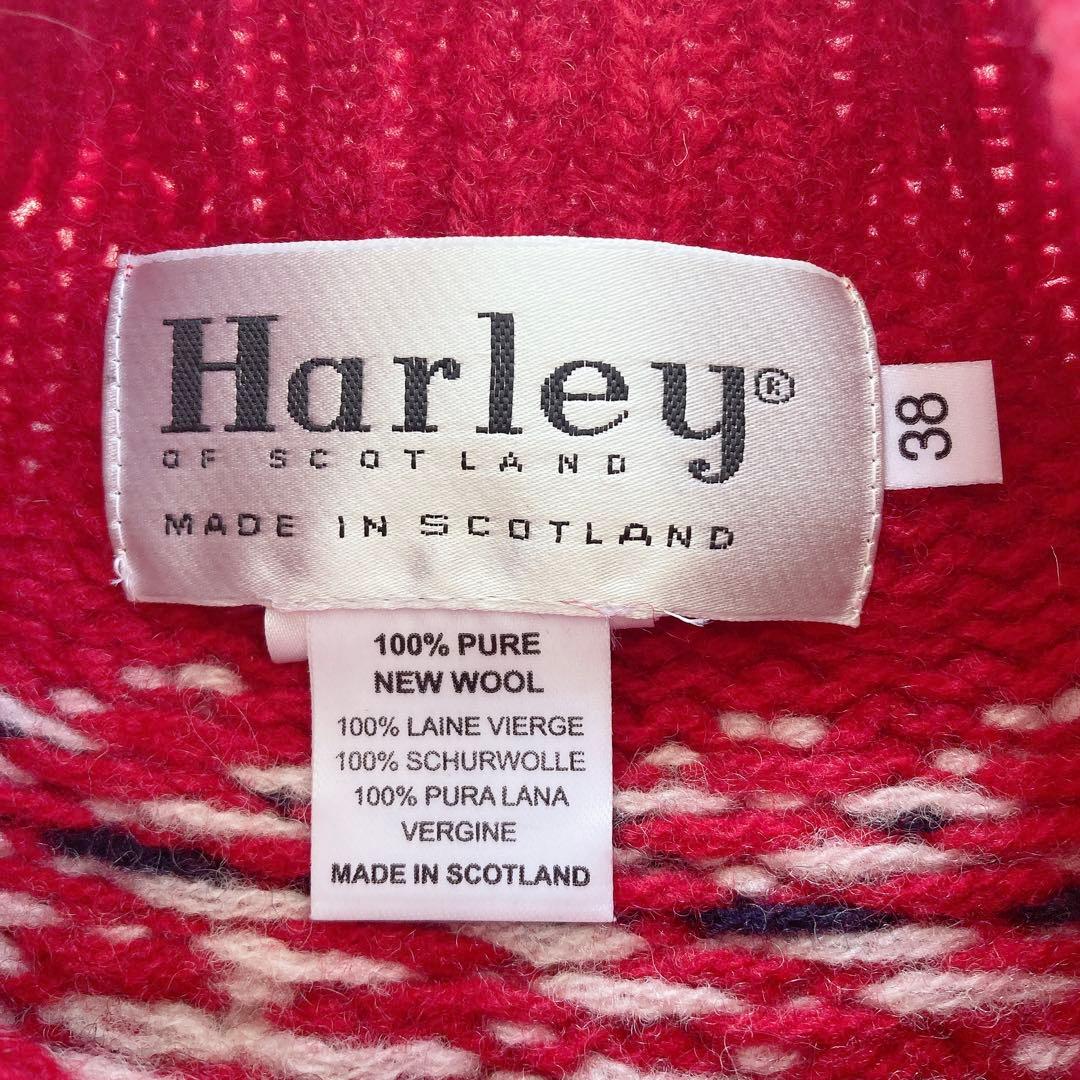 Harley®
OF SCOTLAND
MADE IN SCOTLAND
38
100% PURE
NEW WOOL
100% LAINE VIERGE
100% SCHURWOLLE
100% PURA LANA
VERGINE
MADE IN SCOTLAND